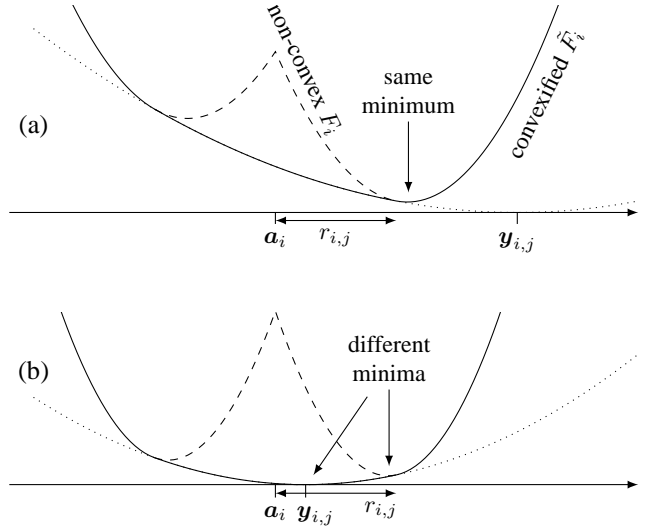 non-convex F_i
convexified F̃_i
same
minimum
(a)
a_i
r_{i,j}
y_{i,j}
different
minima
(b)
a_i
y_{i,j}
r_{i,j}